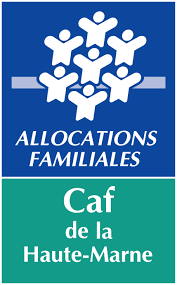 ALLOCATIONS
FAMILIALES
Caf
de la
Haute-Marne